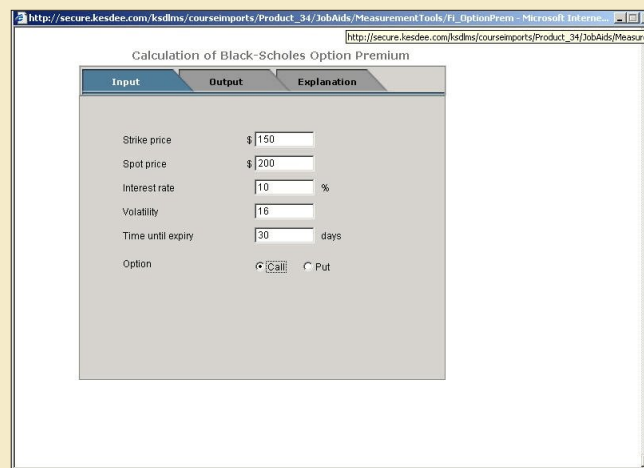 http://secure.kesdee.com/ksdlms/courseimports/Product_34/JobAids/MeasurementTools/Fi_OptionPrem - Microsoft Interne...
http://secure.kesdee.com/ksdlms/courseimports/Product_34/JobAids/Measure
Calculation of Black-Scholes Option Premium
Input Output Explanation
Strike price $ 150
Spot price $ 200
Interest rate 10 %
Volatility 16
Time until expiry 30 days
Option Call Put